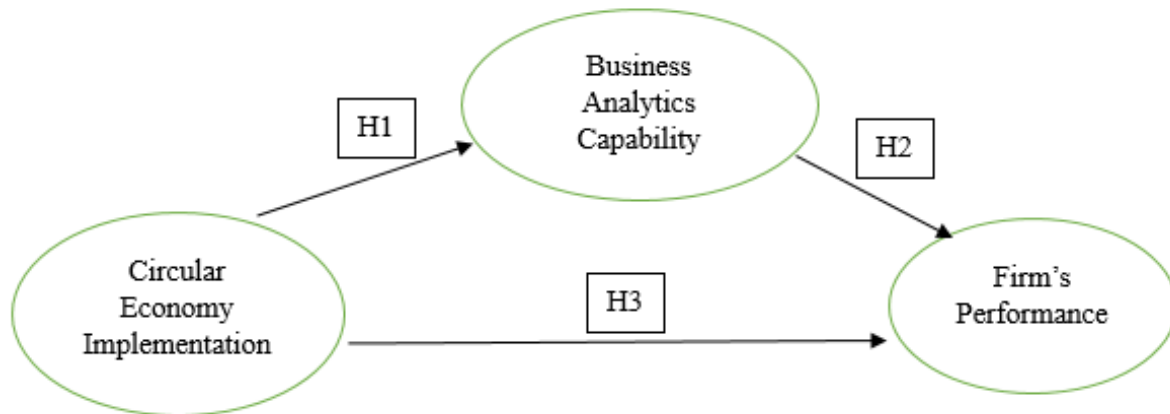 Business
Analytics
Capability
H1
H2
Circular
Economy
Implementation
H3
Firm’s
Performance